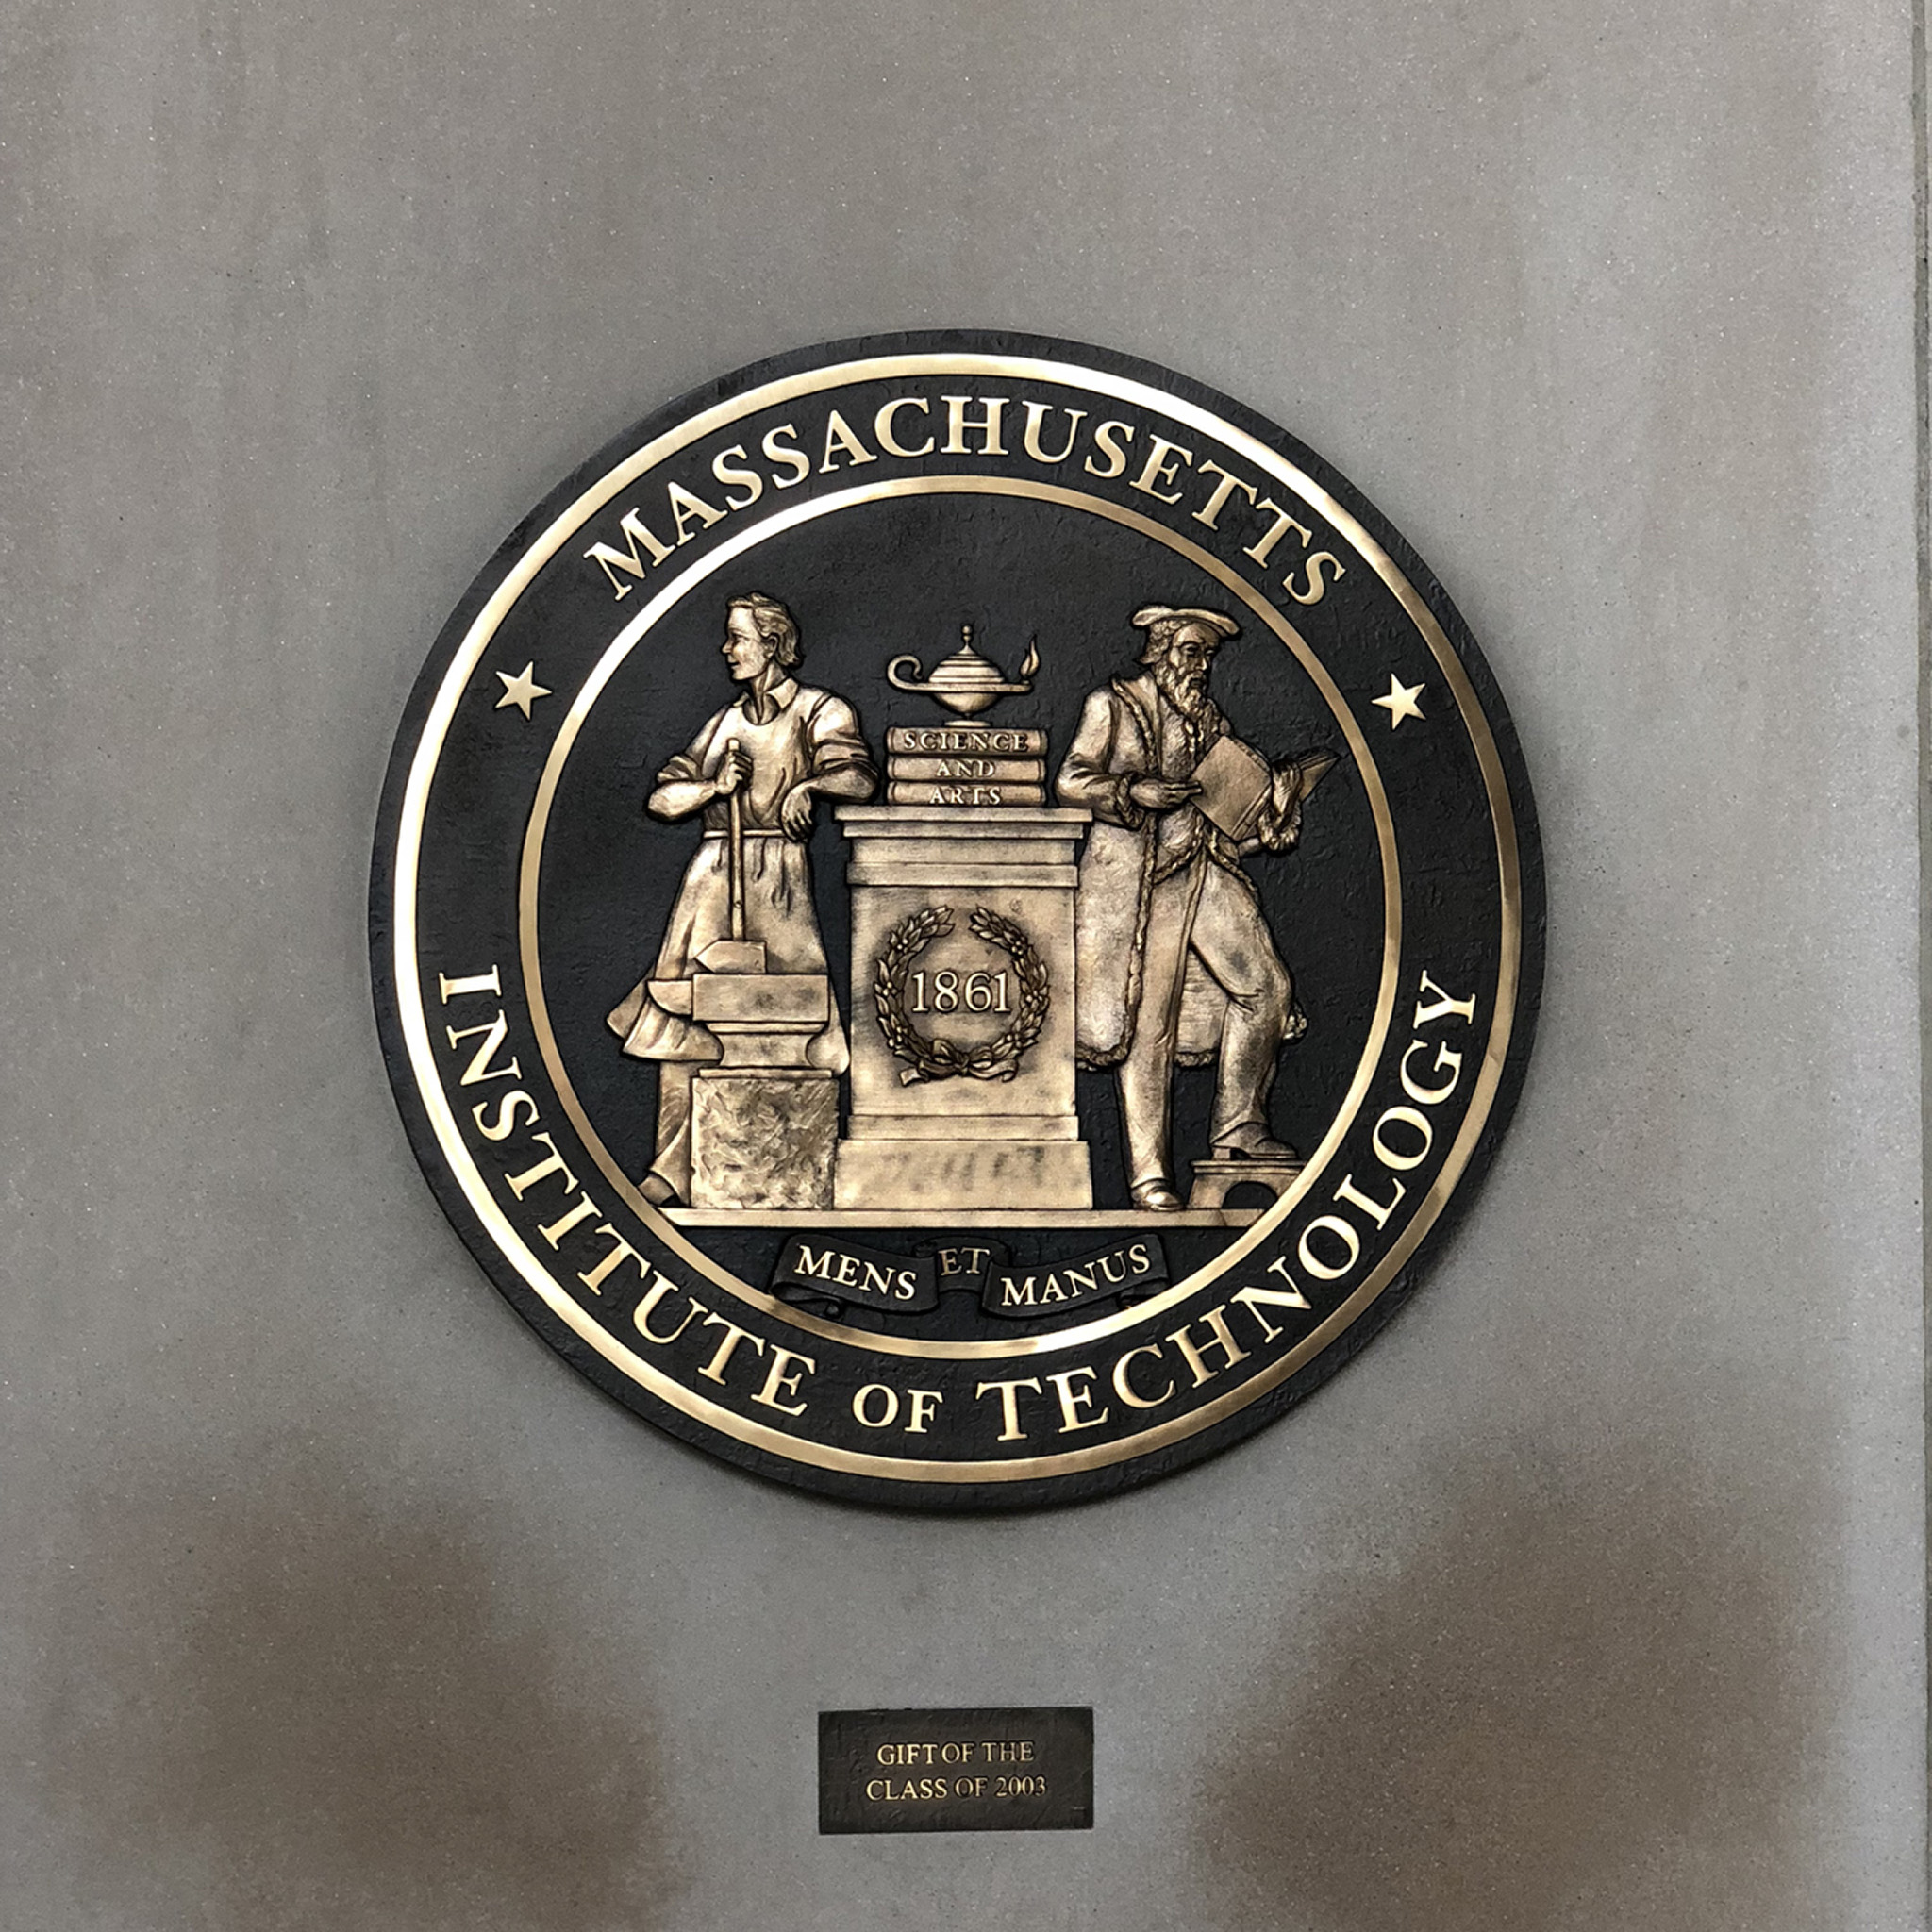 MASSACHUSETTS
SCIENCE
AND
ARTS
1861
MENS ET MANUS
INSTITUTE OF TECHNOLOGY
GIFT OF THE
CLASS OF 2003